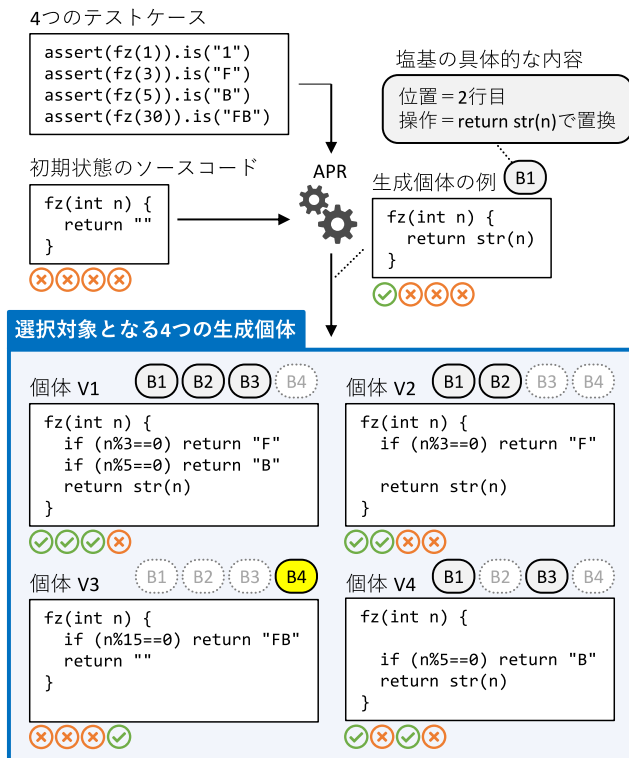 4つのテストケース
assert(fz(1)).is("1")
assert(fz(3)).is("F")
assert(fz(5)).is("B")
assert(fz(30)).is("FB")
塩基の具体的な内容
位置＝2行目
操作＝return str(n)で置換
初期状態のソースコード
fz(int n) {
return ""
}
APR
生成個体の例
B1
fz(int n) {
return str(n)
}
選択対象となる4つの生成個体
個体 V1 B1 B2 B3 B4
fz(int n) {
if (n%3==0) return "F"
if (n%5==0) return "B"
return str(n)
}
個体 V2 B1 B2 B3 B4
fz(int n) {
if (n%3==0) return "F"
return str(n)
}
個体 V3 B1 B2 B3 B4
fz(int n) {
if (n%15==0) return "FB"
return ""
}
個体 V4 B1 B2 B3 B4
fz(int n) {
if (n%5==0) return "B"
return str(n)
}